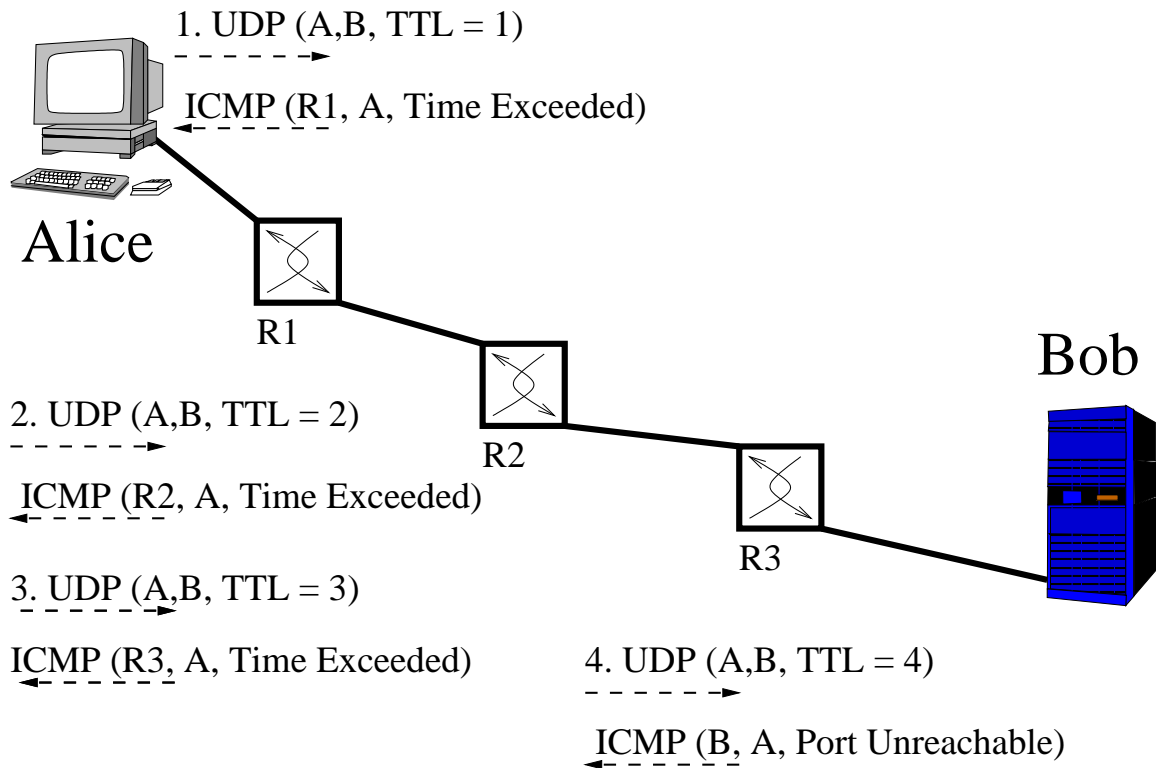 1. UDP (A,B, TTL = 1)
ICMP (R1, A, Time Exceeded)
Alice
R1
Bob
2. UDP (A,B, TTL = 2)
R2
ICMP (R2, A, Time Exceeded)
R3
3. UDP (A,B, TTL = 3)
ICMP (R3, A, Time Exceeded)
4. UDP (A,B, TTL = 4)
ICMP (B, A, Port Unreachable)